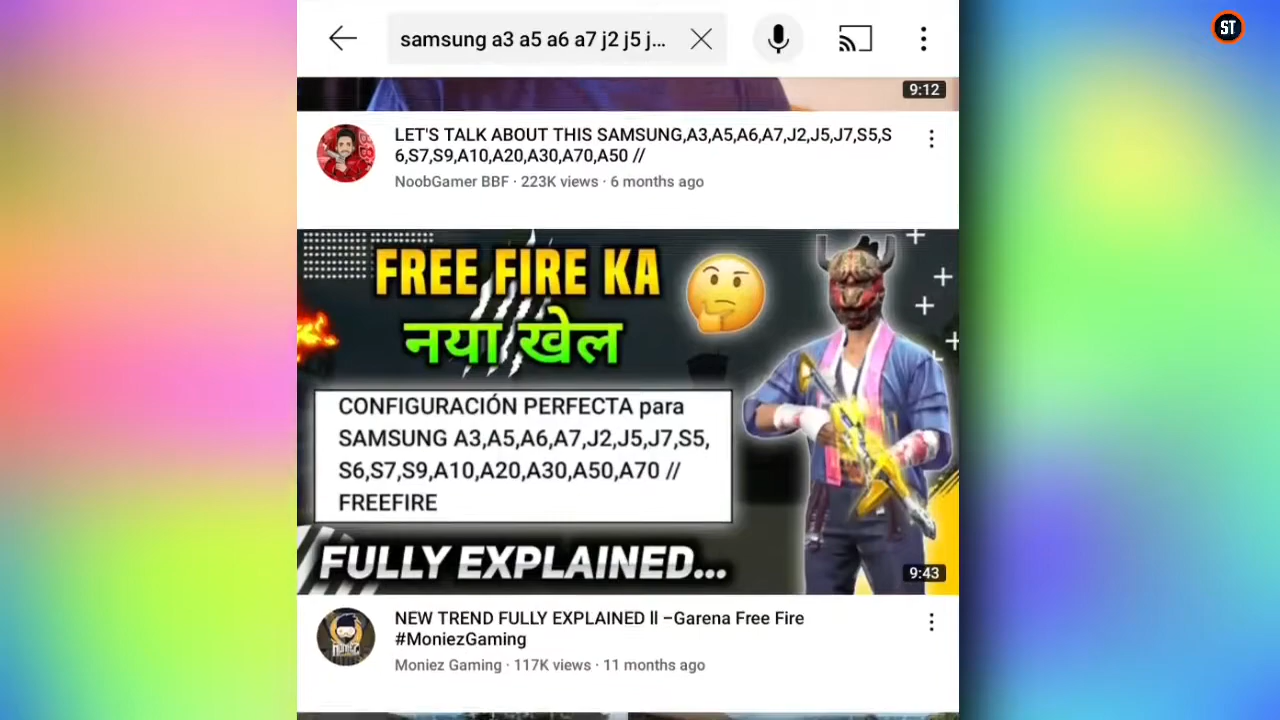 samsung a3 a5 a6 a7 j2 j5 j...
ST
9:12
LET'S TALK ABOUT THIS SAMSUNG,A3,A5,A6,A7,J2,J5,J7,S5,S
6,S7,S9,A10,A20,A30,A70,A50 //
NoobGamer BBF · 223K views · 6 months ago
FREE FIRE KA
नया खेल
CONFIGURACIÓN PERFECTA para
SAMSUNG A3,A5,A6,A7,J2,J5,J7,S5,
S6,S7,S9,A10,A20,A30,A50,A70 //
FREEFIRE
FULLY EXPLAINED...
9:43
NEW TREND FULLY EXPLAINED ll –Garena Free Fire
#MoniezGaming
Moniez Gaming · 117K views · 11 months ago